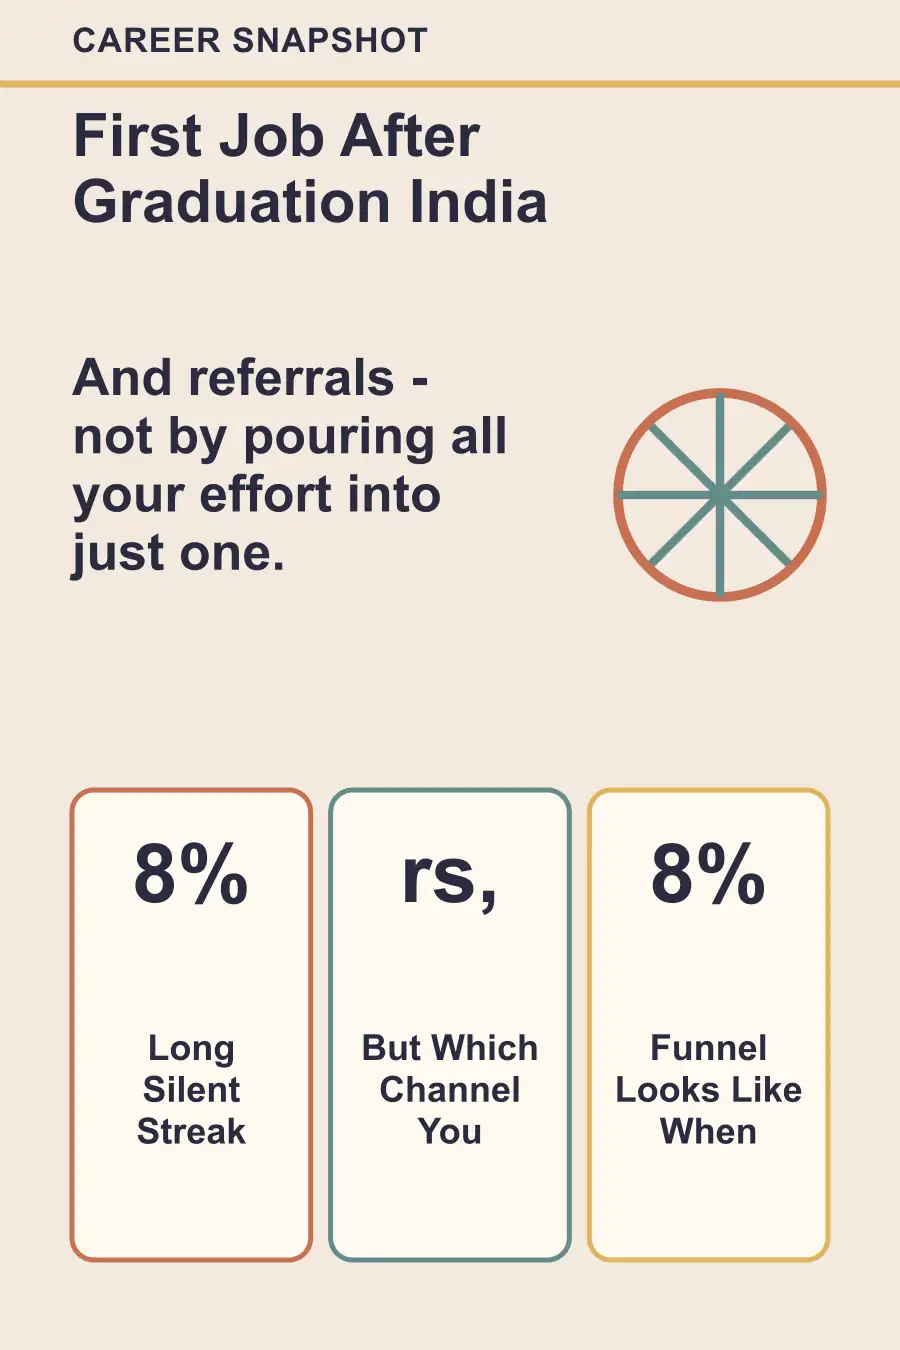 CAREER SNAPSHOT
First Job After
Graduation India
And referrals -
not by pouring all
your effort into
just one.
8%
Long
Silent
Streak
rs,
But Which
Channel
You
8%
Funnel
Looks Like
When